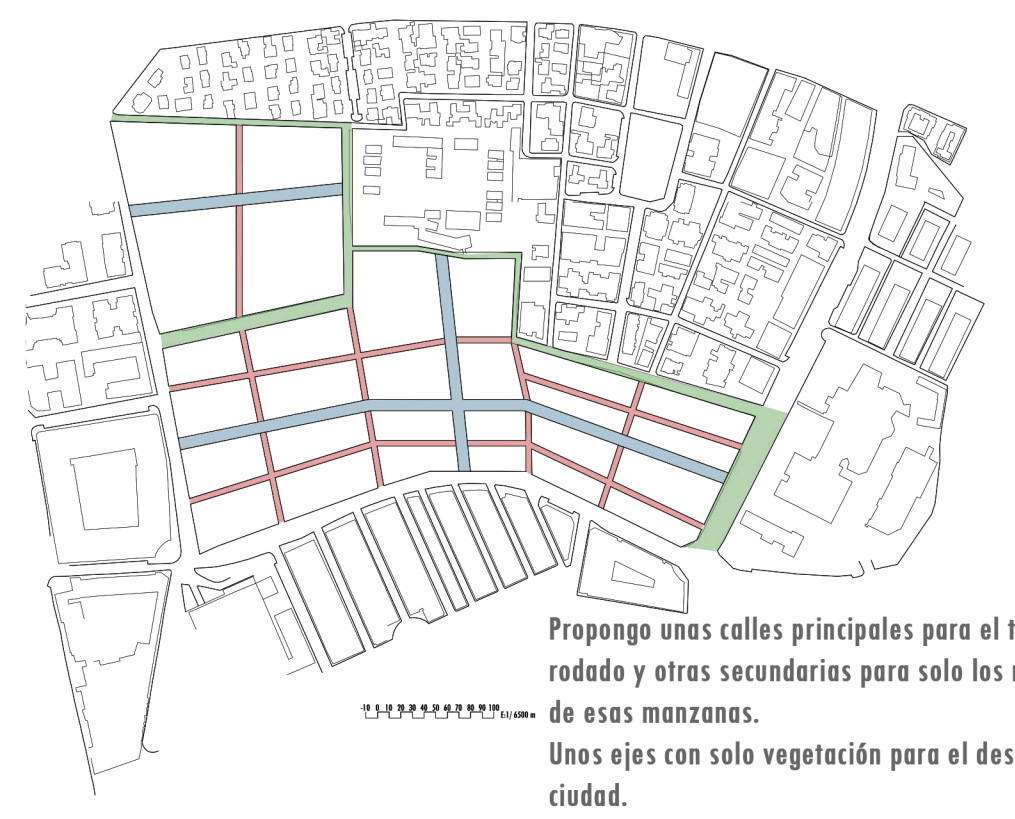 -10 0 10 20 30 40 50 60 70 80 90 100
E:1/ 6500 m
Propongo unas calles principales para el
rodado y otras secundarias para solo los
de esas manzanas.
Unos ejes con solo vegetación para el
ciudad.